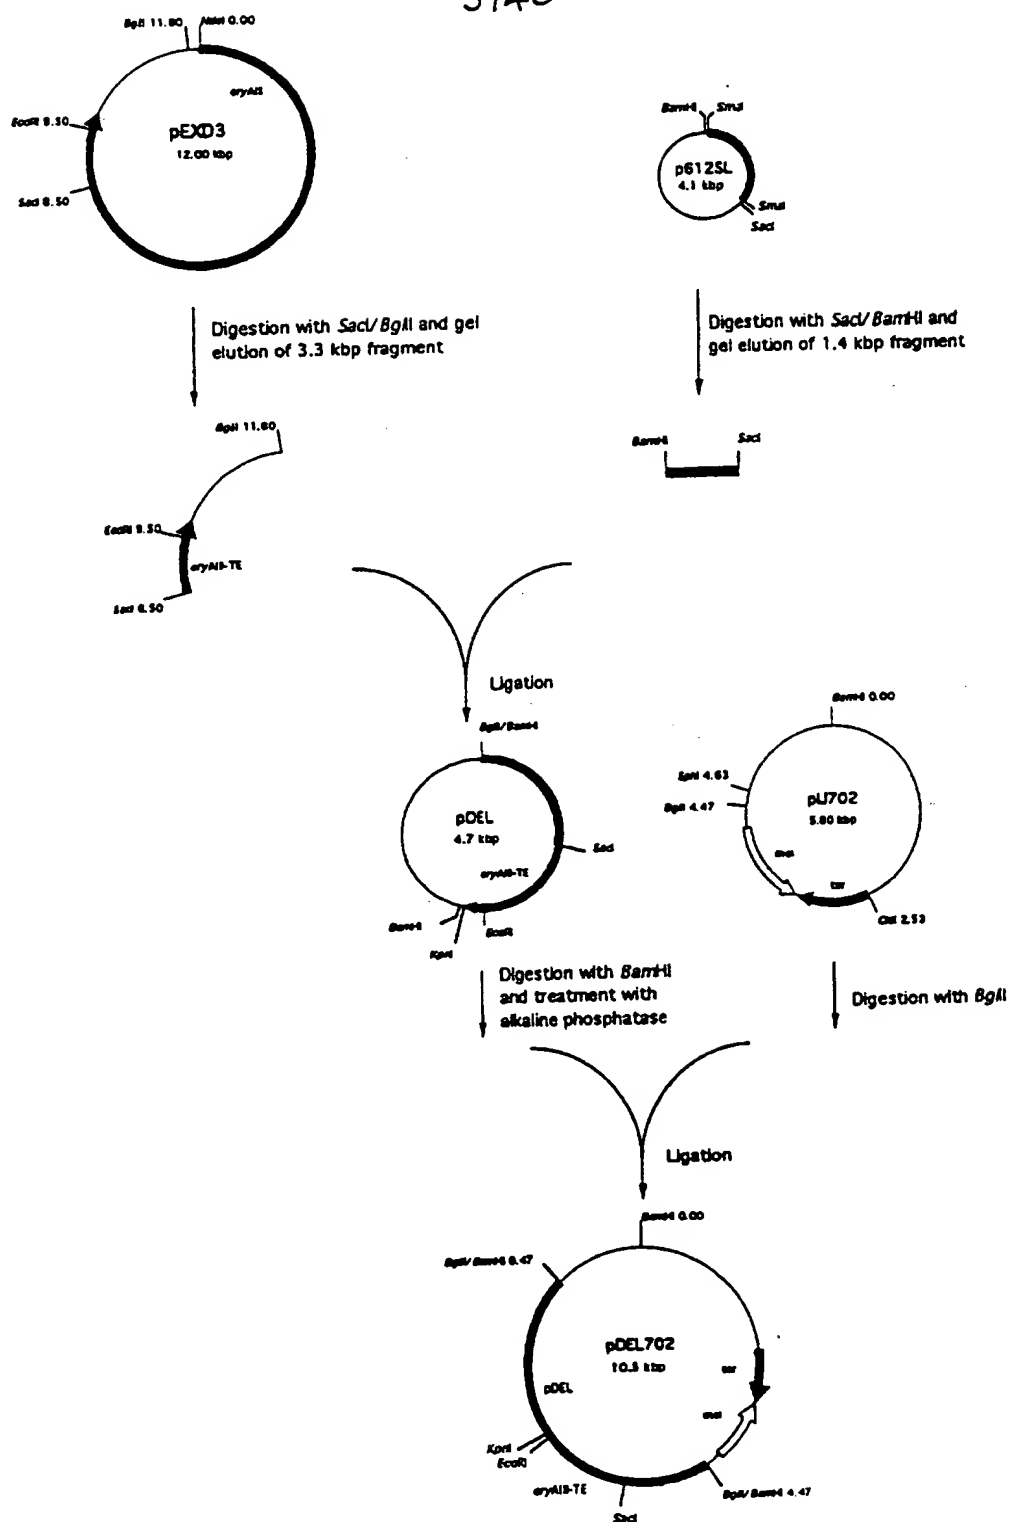 BglII 11.80
NdeI 0.00
eryAIII
EcoRI 9.50
pEXD3
12.00 kbp
SacI 8.50
BamHI
SmaI
p612SL
4.1 kbp
SmaI
SacI
Digestion with SacI/BglII and gel
elution of 3.3 kbp fragment
Digestion with SacI/BamHI and
gel elution of 1.4 kbp fragment
BglII 11.80
BamHI
SacI
EcoRI 9.50
eryAIII-TE
SacI 8.50
Ligation
BglII/BamHI
BamHI 0.00
SphI 4.63
BglII 4.47
pIJ702
5.80 kbp
pDEL
4.7 kbp
SacI
mel
tsr
eryAIII-TE
ClaI 2.53
BamHI
EcoRI
KpnI
Digestion with BamHI
and treatment with
alkaline phosphatase
Digestion with BglII
Ligation
BamHI 0.00
BglII/BamHI 9.47
pDEL702
10.5 kbp
tsr
pDEL
mel
KpnI
EcoRI
eryAIII-TE
BglII/BamHI 4.47
SacI